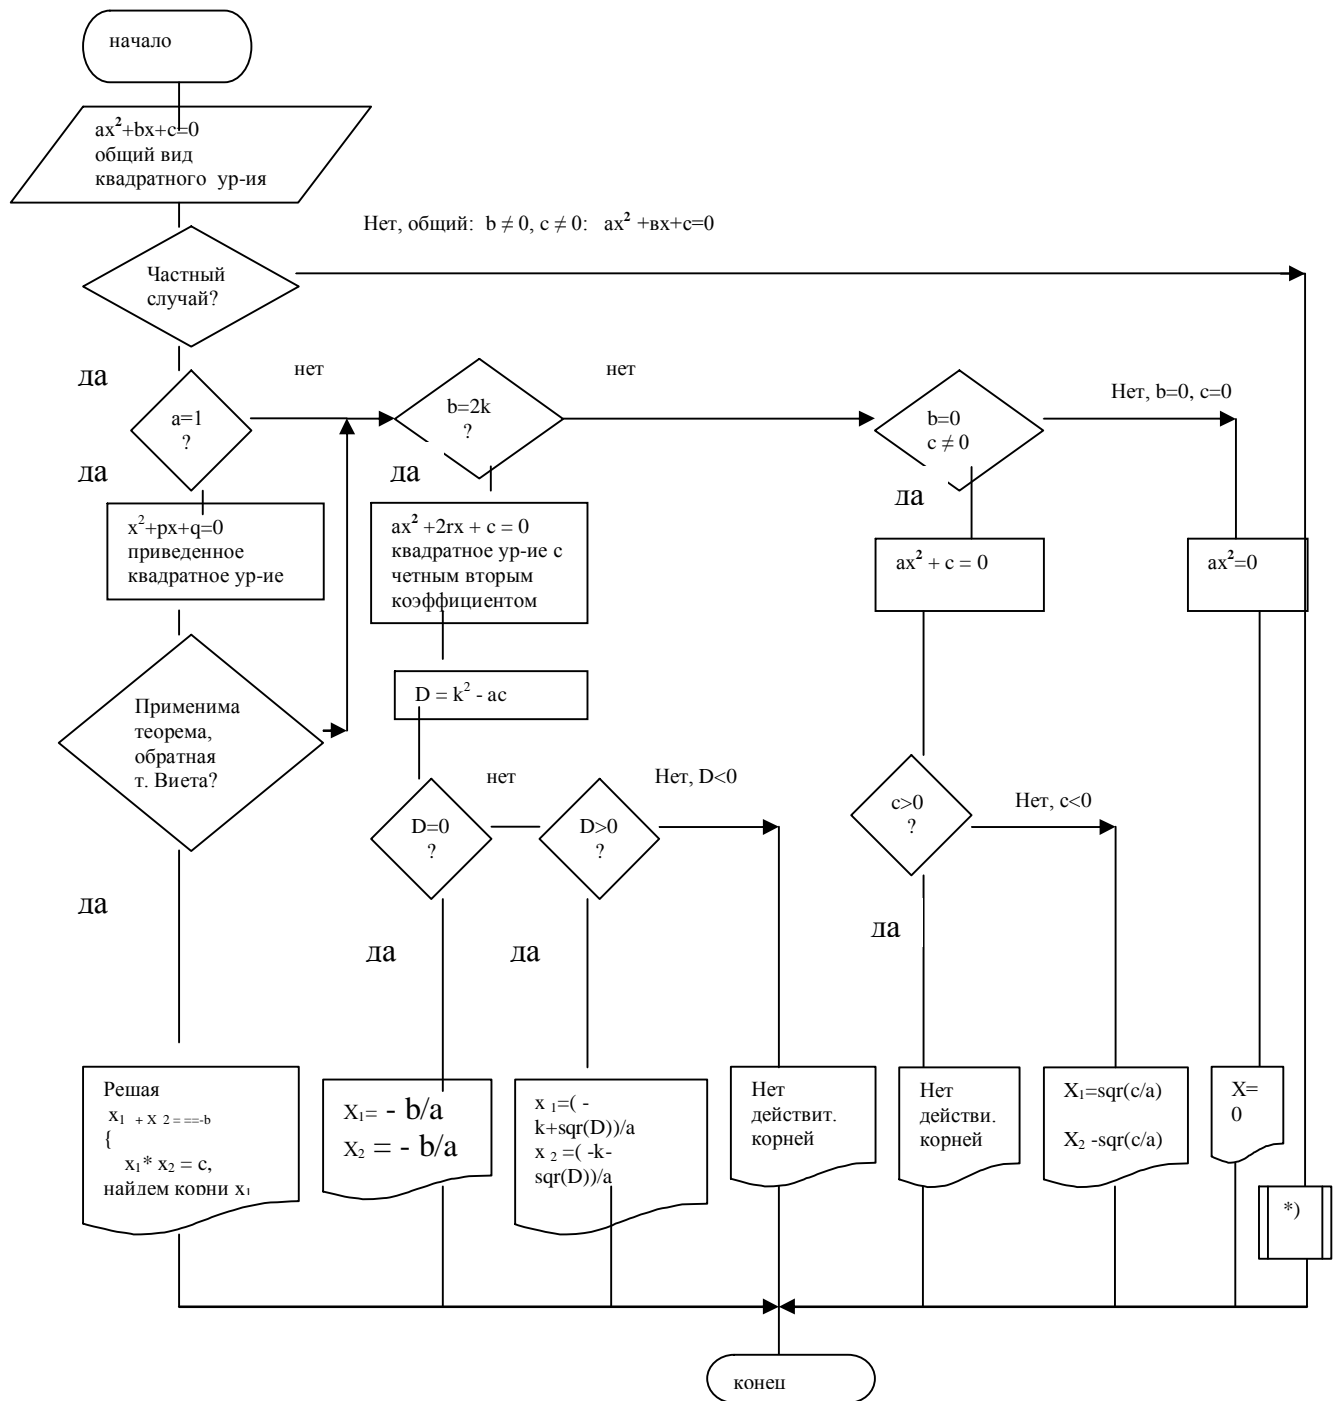 начало
ax²+bx+c=0
общий вид
квадратного ур-ия
Нет, общий: b ≠ 0, c ≠ 0: ax² +вx+c=0
Частный
случай?
да
нет
нет
Нет, b=0, c=0
a=1
?
b=2k
?
b=0
c ≠ 0
да
да
да
x²+px+q=0
приведенное
квадратное ур-ие
ax² +2rx + c = 0
квадратное ур-ие с
четным вторым
коэффициентом
ax² + c = 0
ax²=0
D = k² - ac
Применима
теорема,
обратная
т. Виета?
нет
Нет, D<0
Нет, c<0
D=0
?
D>0
?
c>0
?
да
да
да
да
Решая
x₁ + x ₂ = ==-b
{
x₁* x₂ = c,
найдем корни x₁
X₁= - b/a
X₂ = - b/a
x ₁=( -
k+sqr(D))/a
x ₂ =( -k-
sqr(D))/a
Нет
действит.
корней
Нет
действи.
корней
X₁=sqr(c/a)
X₂ -sqr(c/a)
X=
0
*)
конец